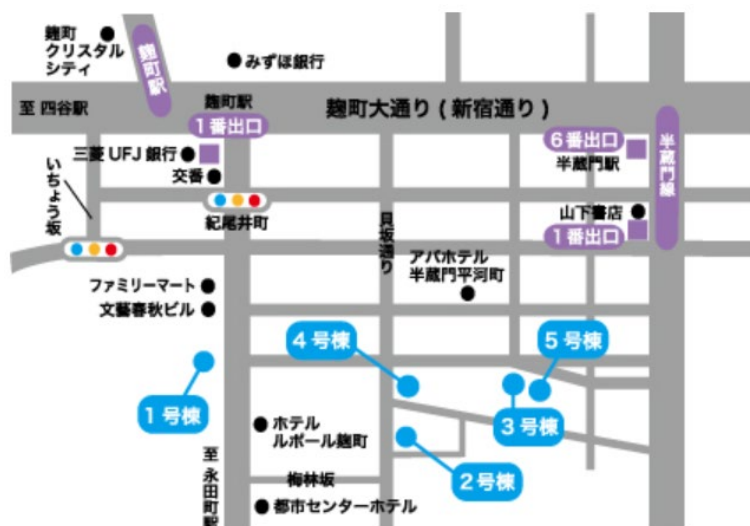 麹町
クリスタル
シティ
麹町駅
みずほ銀行
至 四谷駅
麹町駅
1番出口
麹町大通り(新宿通り)
三菱UFJ銀行
交番
いちょう坂
紀尾井町
6番出口
半蔵門駅
半蔵門線
山下書店
1番出口
貝坂通り
アパホテル
半蔵門平河町
ファミリーマート
文藝春秋ビル
4号棟
5号棟
1号棟
3号棟
2号棟
ホテル
ルポール麹町
至 永田町駅
梅林坂
都市センターホテル